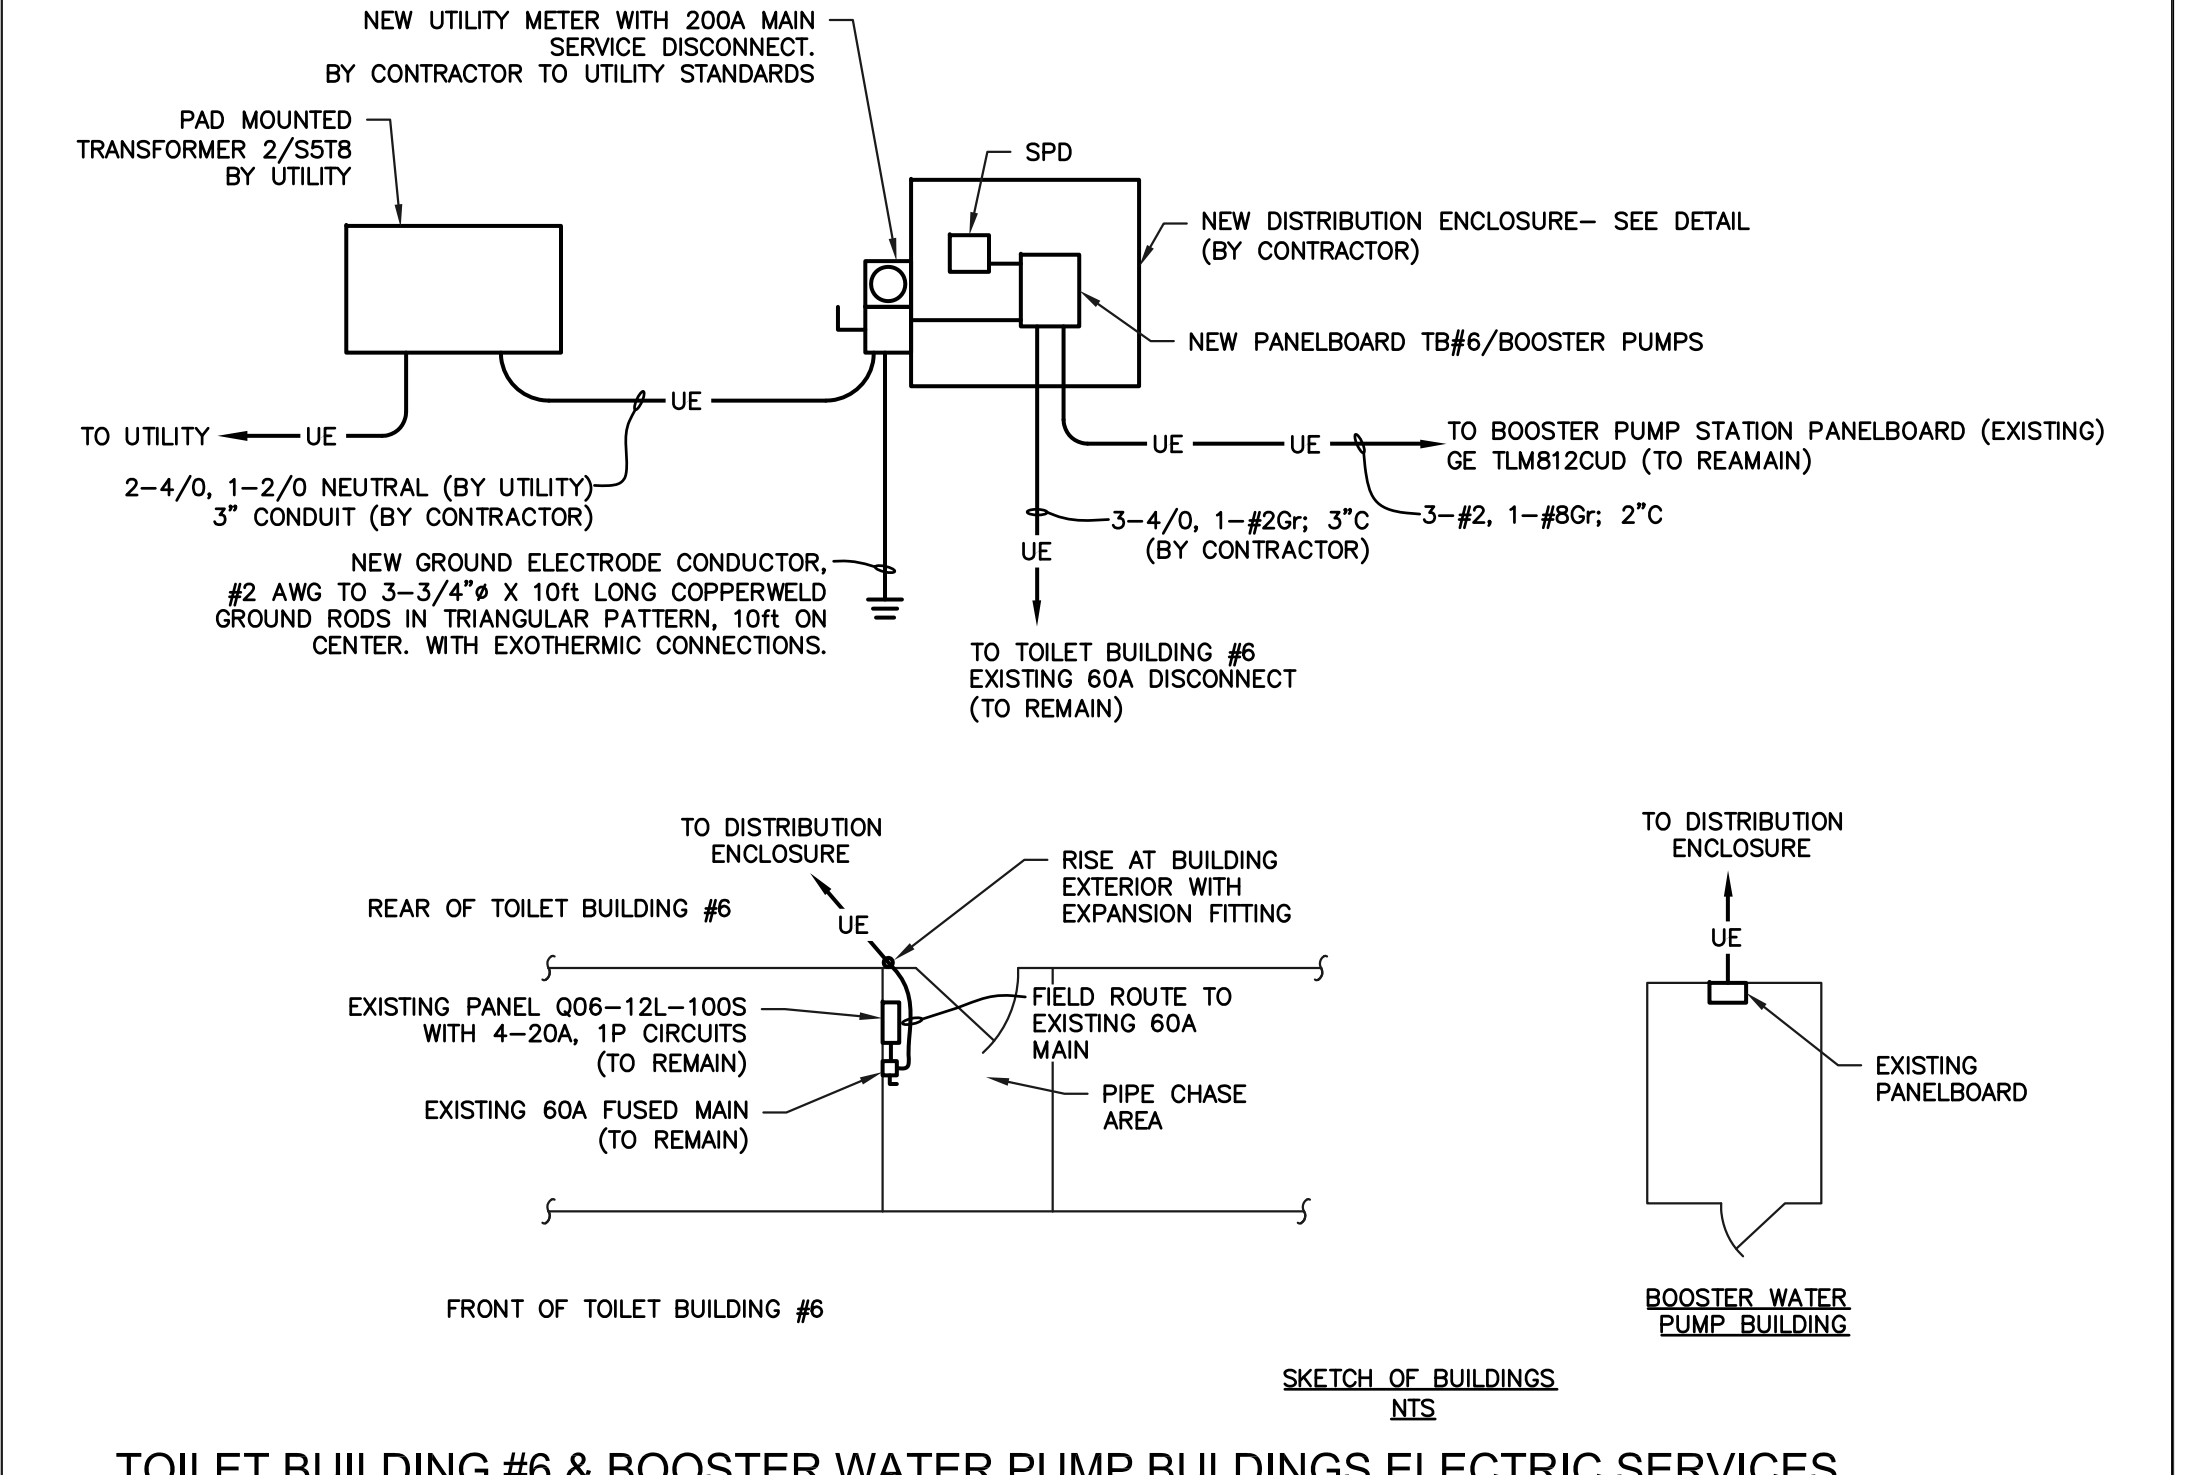 NEW UTILITY METER WITH 200A MAIN
SERVICE DISCONNECT.
BY CONTRACTOR TO UTILITY STANDARDS
PAD MOUNTED
TRANSFORMER 2/S5T8
BY UTILITY
SPD
NEW DISTRIBUTION ENCLOSURE– SEE DETAIL
(BY CONTRACTOR)
NEW PANELBOARD TB#6/BOOSTER PUMPS
UE
TO UTILITY
UE
UE
UE
TO BOOSTER PUMP STATION PANELBOARD (EXISTING)
GE TLM812CUD (TO REAMAIN)
2–4/0, 1–2/0 NEUTRAL (BY UTILITY)
3" CONDUIT (BY CONTRACTOR)
3–4/0, 1–#2Gr; 3"C
(BY CONTRACTOR)
3–#2, 1–#8Gr; 2"C
UE
NEW GROUND ELECTRODE CONDUCTOR,
#2 AWG TO 3–3/4"ø X 10ft LONG COPPERWELD
GROUND RODS IN TRIANGULAR PATTERN, 10ft ON
CENTER. WITH EXOTHERMIC CONNECTIONS.
TO TOILET BUILDING #6
EXISTING 60A DISCONNECT
(TO REMAIN)
TO DISTRIBUTION
ENCLOSURE
RISE AT BUILDING
EXTERIOR WITH
EXPANSION FITTING
REAR OF TOILET BUILDING #6
UE
EXISTING PANEL Q06–12L–100S
WITH 4–20A, 1P CIRCUITS
(TO REMAIN)
FIELD ROUTE TO
EXISTING 60A
MAIN
EXISTING 60A FUSED MAIN
(TO REMAIN)
PIPE CHASE
AREA
FRONT OF TOILET BUILDING #6
TO DISTRIBUTION
ENCLOSURE
UE
EXISTING
PANELBOARD
BOOSTER WATER
PUMP BUILDING
SKETCH OF BUILDINGS
NTS
TOILET BUILDING #6 & BOOSTER WATER PUMP BUILDINGS ELECTRIC SERVICES